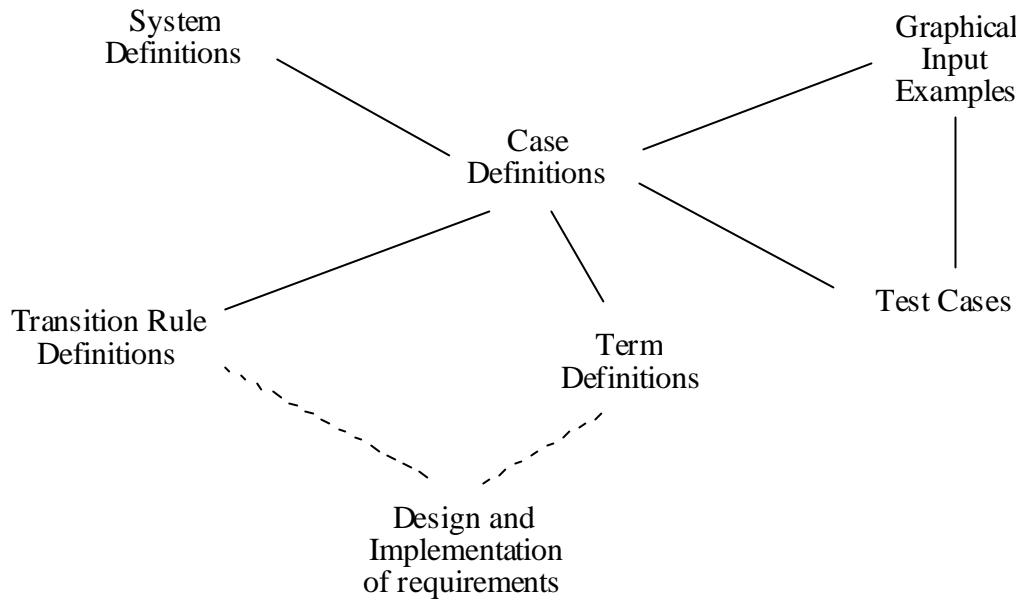 System
Definitions
Graphical
Input
Examples
Case
Definitions
Test Cases
Transition Rule
Definitions
Term
Definitions
Design and
Implementation
of requirements